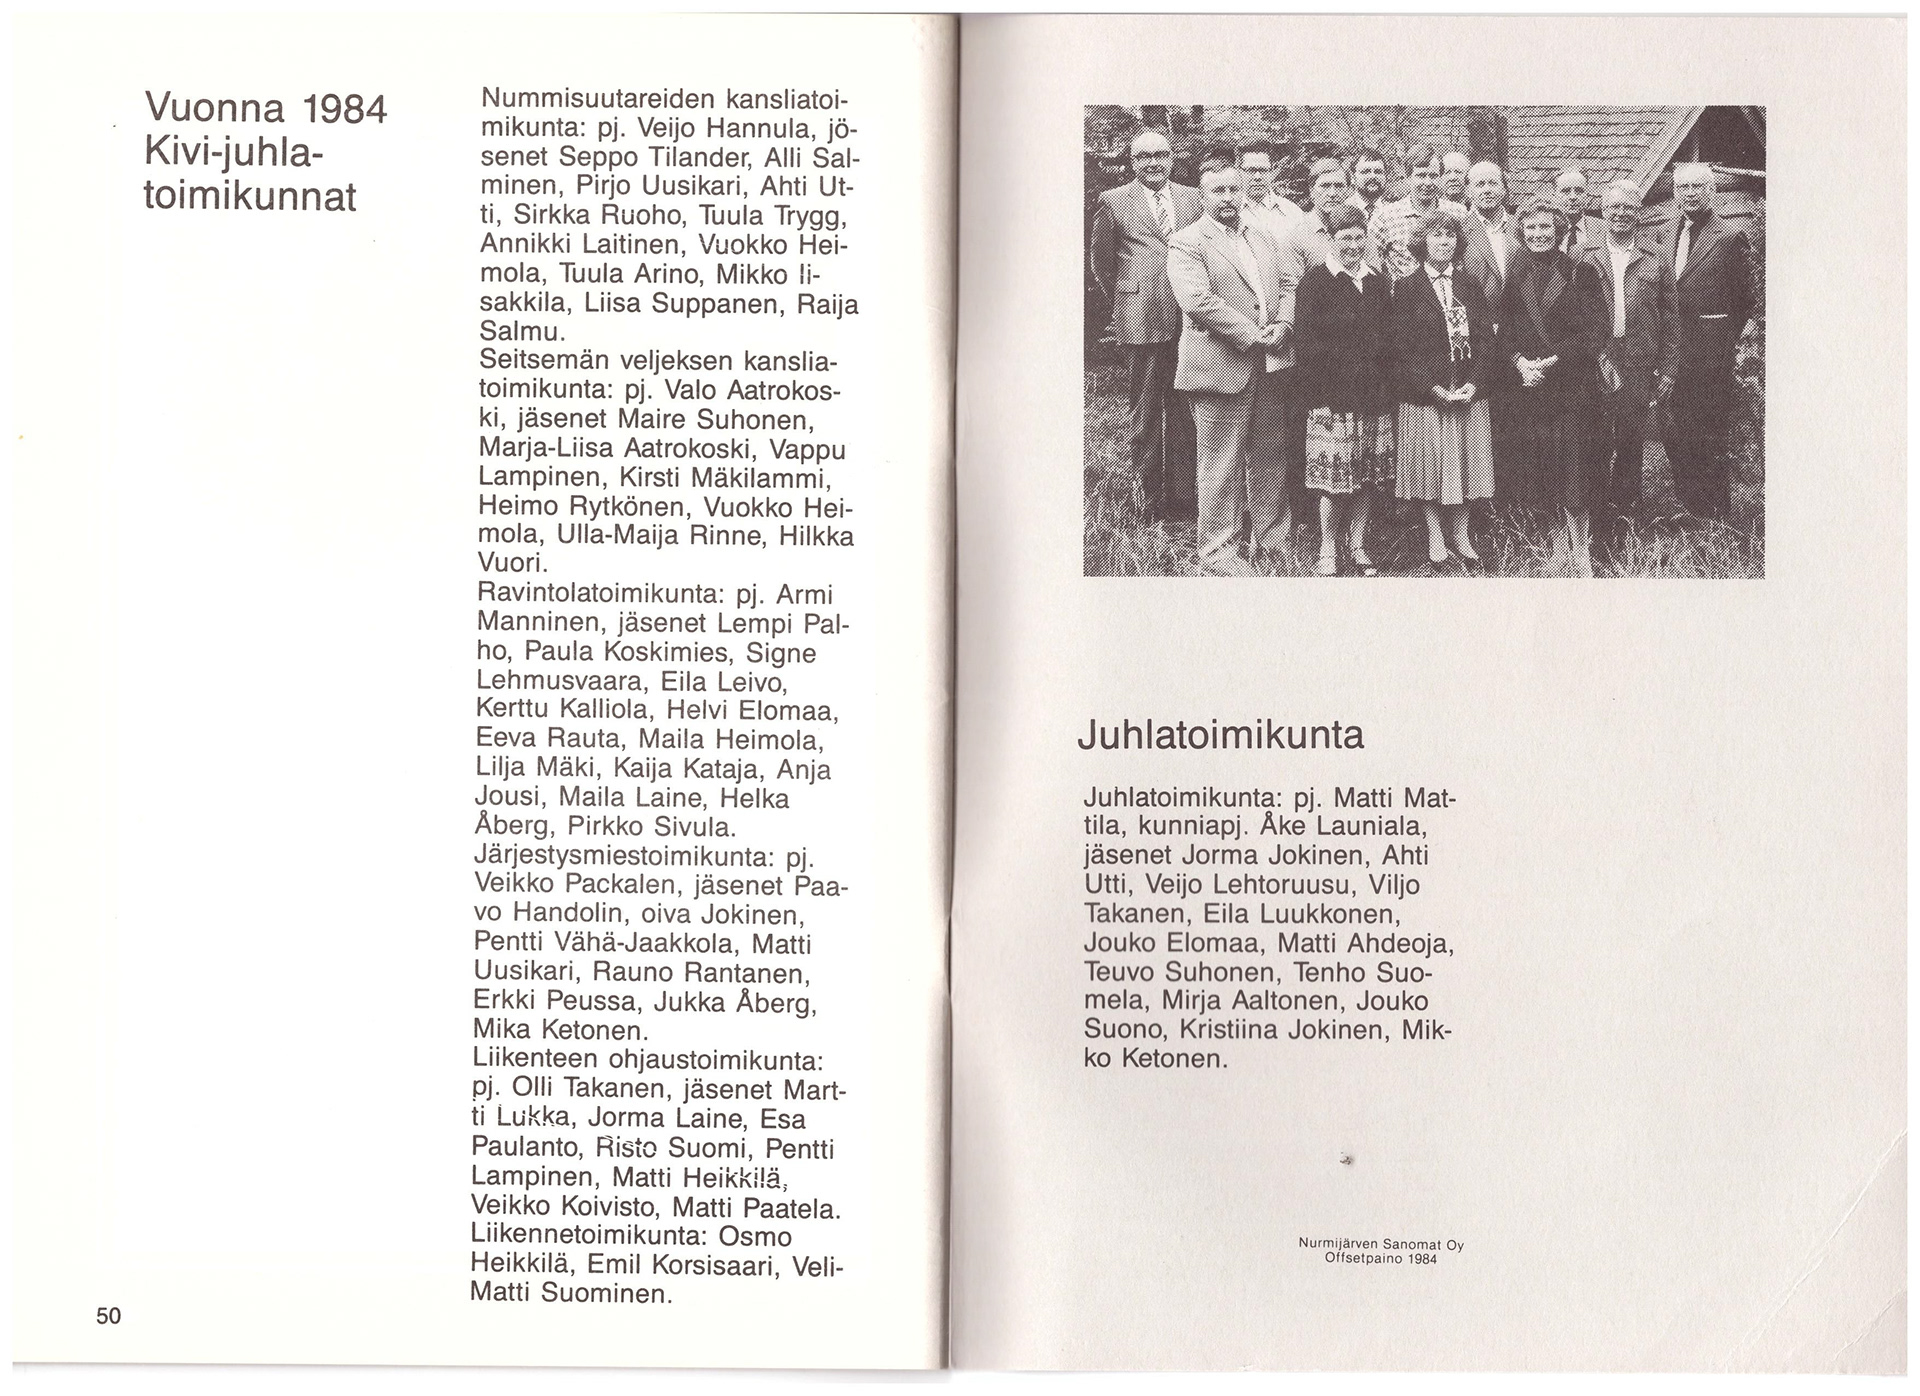 Vuonna 1984
Kivi-juhla-
toimikunnat
Nummisuutareiden kansliatoi-
mikunta: pj. Veijo Hannula, jö-
senet Seppo Tilander, Alli Sal-
minen, Pirjo Uusikari, Ahti Ut-
ti, Sirkka Ruoho, Tuula Trygg,
Annikki Laitinen, Vuokko Hei-
mola, Tuula Arino, Mikko Ii-
sakkila, Liisa Suppanen, Raija
Salmu.
Seitsemän veljeksen kanslia-
toimikunta: pj. Valo Aatrokos-
ki, jäsenet Maire Suhonen,
Marja-Liisa Aatrokoski, Vappu
Lampinen, Kirsti Mäkilammi,
Heimo Rytkönen, Vuokko Hei-
mola, Ulla-Maija Rinne, Hilkka
Vuori.
Ravintolatoimikunta: pj. Armi
Manninen, jäsenet Lempi Pal-
ho, Paula Koskimies, Signe
Lehmusvaara, Eila Leivo,
Kerttu Kalliola, Helvi Elomaa,
Eeva Rauta, Maila Heimola,
Lilja Mäki, Kaija Kataja, Anja
Jousi, Maila Laine, Helka
Åberg, Pirkko Sivula.
Järjestysmiestoimikunta: pj.
Veikko Packalen, jäsenet Paa-
vo Handolin, oiva Jokinen,
Pentti Vähä-Jaakkola, Matti
Uusikari, Rauno Rantanen,
Erkki Peussa, Jukka Åberg,
Mika Ketonen.
Liikenteen ohjaustoimikunta:
pj. Olli Takanen, jäsenet Mart-
ti Lukka, Jorma Laine, Esa
Paulanto, Risto Suomi, Pentti
Lampinen, Matti Heikkilä,
Veikko Koivisto, Matti Paatela.
Liikennetoimikunta: Osmo
Heikkilä, Emil Korsisaari, Veli-
Matti Suominen.
50
Juhlatoimikunta
Juhlatoimikunta: pj. Matti Mat-
tila, kunniapj. Åke Launiala,
jäsenet Jorma Jokinen, Ahti
Utti, Veijo Lehtoruusu, Viljo
Takanen, Eila Luukkonen,
Jouko Elomaa, Matti Ahdeoja,
Teuvo Suhonen, Tenho Suo-
mela, Mirja Aaltonen, Jouko
Suono, Kristiina Jokinen, Mik-
ko Ketonen.
Nurmijärven Sanomat Oy
Offsetpaino 1984